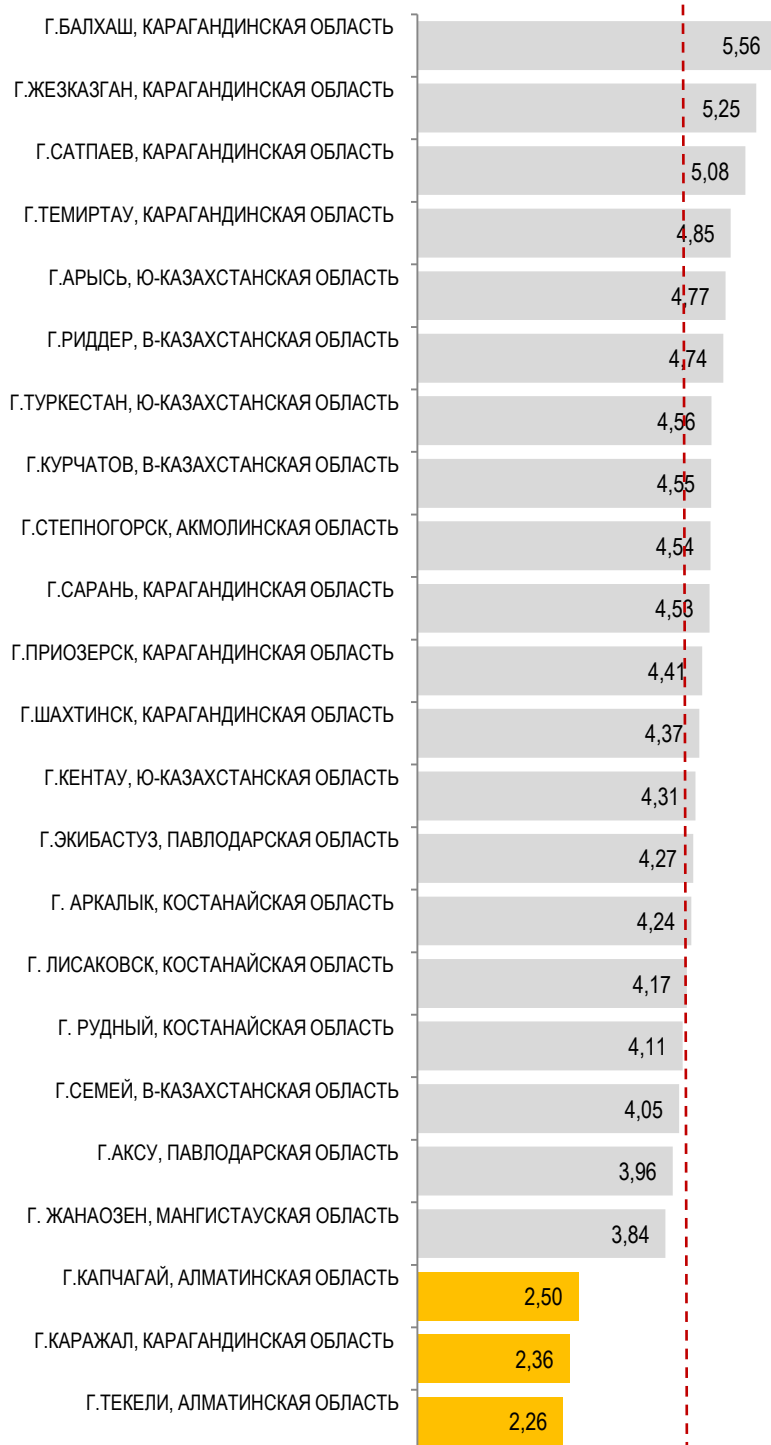 Г.БАЛХАШ, КАРАГАНДИНСКАЯ ОБЛАСТЬ 5,56
Г.ЖЕЗКАЗГАН, КАРАГАНДИНСКАЯ ОБЛАСТЬ 5,25
Г.САТПАЕВ, КАРАГАНДИНСКАЯ ОБЛАСТЬ 5,08
Г.ТЕМИРТАУ, КАРАГАНДИНСКАЯ ОБЛАСТЬ 4,85
Г.АРЫСЬ, Ю-КАЗАХСТАНСКАЯ ОБЛАСТЬ 4,77
Г.РИДДЕР, В-КАЗАХСТАНСКАЯ ОБЛАСТЬ 4,74
Г.ТУРКЕСТАН, Ю-КАЗАХСТАНСКАЯ ОБЛАСТЬ 4,56
Г.КУРЧАТОВ, В-КАЗАХСТАНСКАЯ ОБЛАСТЬ 4,55
Г.СТЕПНОГОРСК, АКМОЛИНСКАЯ ОБЛАСТЬ 4,54
Г.САРАНЬ, КАРАГАНДИНСКАЯ ОБЛАСТЬ 4,53
Г.ПРИОЗЕРСК, КАРАГАНДИНСКАЯ ОБЛАСТЬ 4,41
Г.ШАХТИНСК, КАРАГАНДИНСКАЯ ОБЛАСТЬ 4,37
Г.КЕНТАУ, Ю-КАЗАХСТАНСКАЯ ОБЛАСТЬ 4,31
Г.ЭКИБАСТУЗ, ПАВЛОДАРСКАЯ ОБЛАСТЬ 4,27
Г. АРКАЛЫК, КОСТАНАЙСКАЯ ОБЛАСТЬ 4,24
Г. ЛИСАКОВСК, КОСТАНАЙСКАЯ ОБЛАСТЬ 4,17
Г. РУДНЫЙ, КОСТАНАЙСКАЯ ОБЛАСТЬ 4,11
Г.СЕМЕЙ, В-КАЗАХСТАНСКАЯ ОБЛАСТЬ 4,05
Г.АКСУ, ПАВЛОДАРСКАЯ ОБЛАСТЬ 3,96
Г. ЖАНАОЗЕН, МАНГИСТАУСКАЯ ОБЛАСТЬ 3,84
Г.КАПЧАГАЙ, АЛМАТИНСКАЯ ОБЛАСТЬ 2,50
Г.КАРАЖАЛ, КАРАГАНДИНСКАЯ ОБЛАСТЬ 2,36
Г.ТЕКЕЛИ, АЛМАТИНСКАЯ ОБЛАСТЬ 2,26